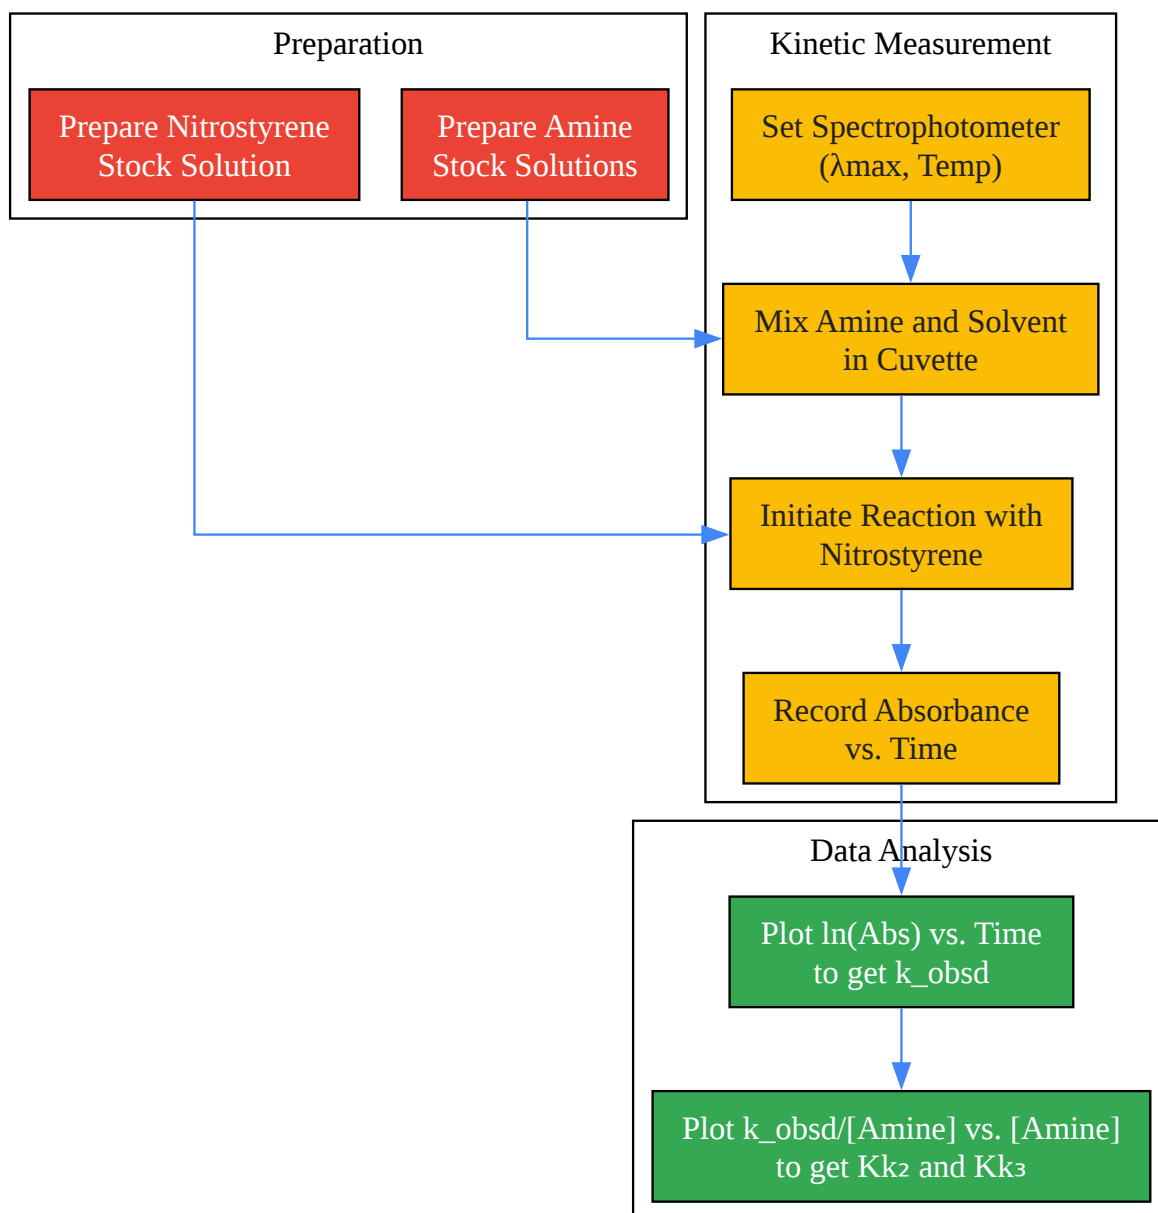 Preparation
Prepare Nitrostyrene
Stock Solution
Prepare Amine
Stock Solutions
Kinetic Measurement
Set Spectrophotometer
(λmax, Temp)
Mix Amine and Solvent
in Cuvette
Initiate Reaction with
Nitrostyrene
Record Absorbance
vs. Time
Data Analysis
Plot ln(Abs) vs. Time
to get k_obsd
Plot k_obsd/[Amine] vs. [Amine]
to get Kk₂ and Kk₃